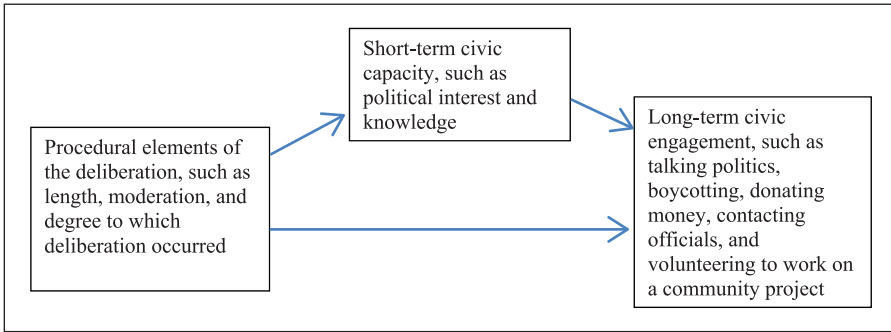 Short-term civic
capacity, such as
political interest and
knowledge
Procedural elements of
the deliberation, such as
length, moderation, and
degree to which
deliberation occurred
Long-term civic
engagement, such as
talking politics,
boycotting, donating
money, contacting
officials, and
volunteering to work on
a community project